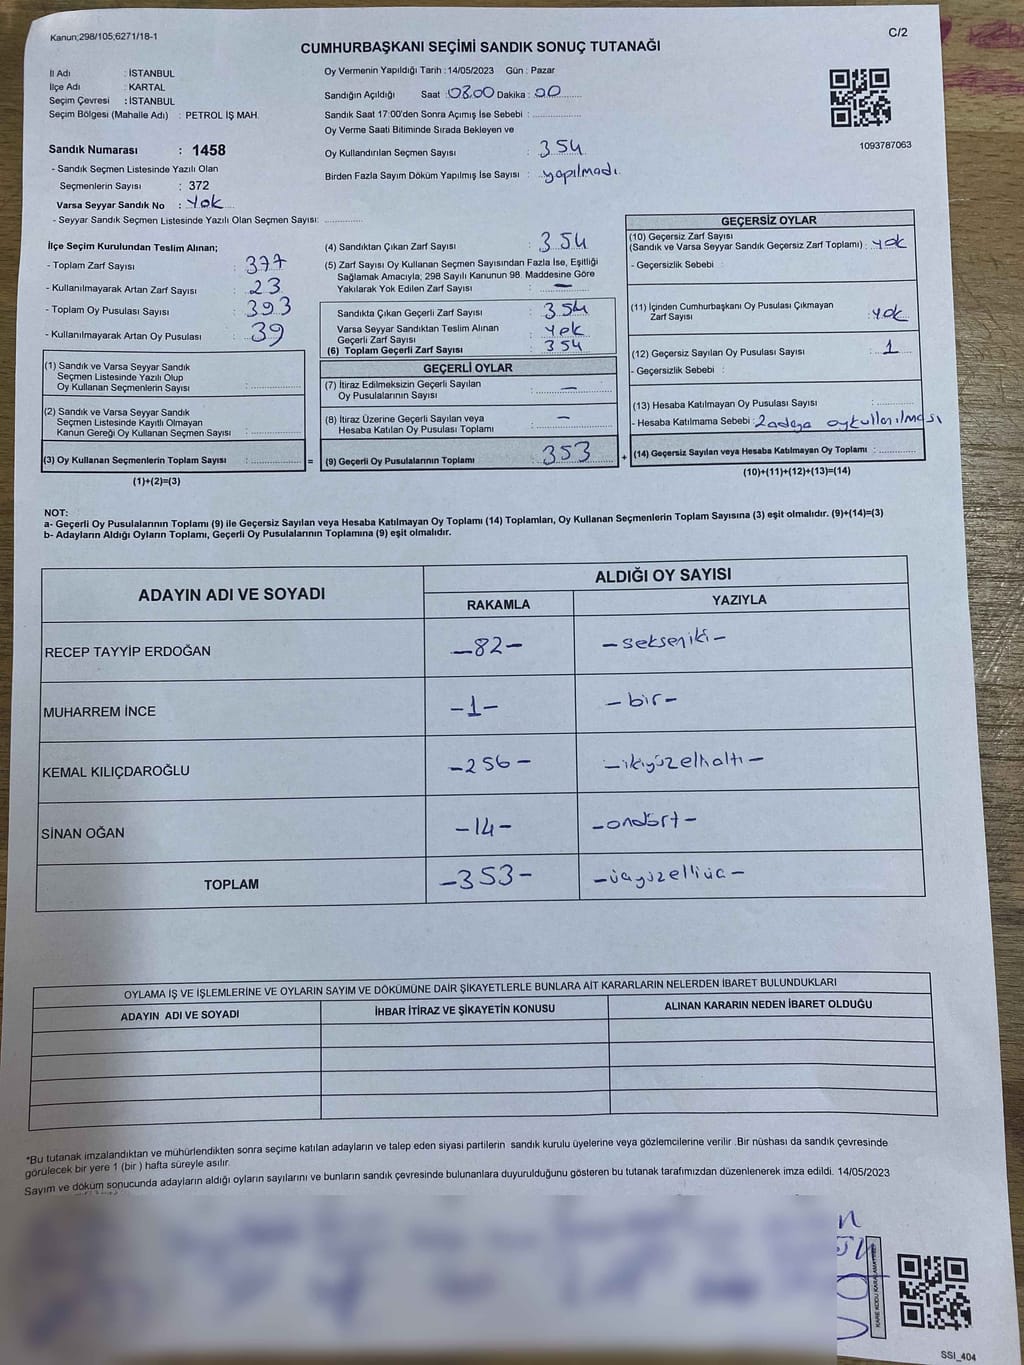 Kanun;298/105;6271/18-1
C/2
CUMHURBAŞKANI SEÇİMİ SANDIK SONUÇ TUTANAĞI
İl Adı : İSTANBUL
İlçe Adı : KARTAL
Seçim Çevresi : İSTANBUL
Seçim Bölgesi (Mahalle Adı) : PETROL İŞ MAH.
Oy Vermenin Yapıldığı Tarih : 14/05/2023 Gün : Pazar
Sandığın Açıldığı Saat : 08.00 Dakika : 00
Sandık Saat 17:00'den Sonra Açımış İse Sebebi :
Oy Verme Saati Bitiminde Sırada Bekleyen ve
Oy Kullandırılan Seçmen Sayısı : 354
Birden Fazla Sayım Döküm Yapılmış İse Sayısı : yapılmadı.
1093787063
Sandık Numarası : 1458
- Sandık Seçmen Listesinde Yazılı Olan
Seçmenlerin Sayısı : 372
Varsa Seyyar Sandık No : Yok
- Seyyar Sandık Seçmen Listesinde Yazılı Olan Seçmen Sayısı:
İlçe Seçim Kurulundan Teslim Alınan;
- Toplam Zarf Sayısı : 377
- Kullanılmayarak Artan Zarf Sayısı : 23
- Toplam Oy Pusulası Sayısı : 393
- Kullanılmayarak Artan Oy Pusulası : 39
(4) Sandıktan Çıkan Zarf Sayısı : 354
(5) Zarf Sayısı Oy Kullanan Seçmen Sayısından Fazla İse, Eşitliği
Sağlamak Amacıyla; 298 Sayılı Kanunun 98. Maddesine Göre
Yakılarak Yok Edilen Zarf Sayısı : —
Sandıkta Çıkan Geçerli Zarf Sayısı : 354
Varsa Seyyar Sandıktan Teslim Alınan
Geçerli Zarf Sayısı : Yok
(6) Toplam Geçerli Zarf Sayısı : 354
GEÇERSİZ OYLAR
(10) Geçersiz Zarf Sayısı
(Sandık ve Varsa Seyyar Sandık Geçersiz Zarf Toplamı) : yok
- Geçersizlik Sebebi :
(11) İçinden Cumhurbaşkanı Oy Pusulası Çıkmayan
Zarf Sayısı : yok
(12) Geçersiz Sayılan Oy Pusulası Sayısı : 1
- Geçersizlik Sebebi :
(13) Hesaba Katılmayan Oy Pusulası Sayısı :
- Hesaba Katılmama Sebebi : 2 adaya oy kullanılması
(14) Geçersiz Sayılan veya Hesaba Katılmayan Oy Toplamı :
(10)+(11)+(12)+(13)=(14)
(1) Sandık ve Varsa Seyyar Sandık
Seçmen Listesinde Yazılı Olup
Oy Kullanan Seçmenlerin Sayısı :
(2) Sandık ve Varsa Seyyar Sandık
Seçmen Listesinde Kayıtlı Olmayan
Kanun Gereği Oy Kullanan Seçmen Sayısı :
(3) Oy Kullanan Seçmenlerin Toplam Sayısı : =
(1)+(2)=(3)
GEÇERLİ OYLAR
(7) İtiraz Edilmeksizin Geçerli Sayılan
Oy Pusulalarının Sayısı : —
(8) İtiraz Üzerine Geçerli Sayılan veya
Hesaba Katılan Oy Pusulası Toplamı : —
(9) Geçerli Oy Pusulalarının Toplamı : 353 +
NOT:
a- Geçerli Oy Pusulalarının Toplamı (9) ile Geçersiz Sayılan veya Hesaba Katılmayan Oy Toplamı (14) Toplamları, Oy Kullanan Seçmenlerin Toplam Sayısına (3) eşit olmalıdır. (9)+(14)=(3)
b- Adayların Aldığı Oyların Toplamı, Geçerli Oy Pusulalarının Toplamına (9) eşit olmalıdır.
ADAYIN ADI VE SOYADI
ALDIĞI OY SAYISI
RAKAMLA YAZIYLA
RECEP TAYYİP ERDOĞAN -82- -sekseniki-
MUHARREM İNCE -1- -bir-
KEMAL KILIÇDAROĞLU -256- -ikiyüzelhaltı-
SİNAN OĞAN -14- -ondört-
TOPLAM -353- -üçyüzelliüç-
OYLAMA İŞ VE İŞLEMLERİNE VE OYLARIN SAYIM VE DÖKÜMÜNE DAİR ŞİKAYETLERLE BUNLARA AİT KARARLARIN NELERDEN İBARET BULUNDUKLARI
ADAYIN ADI VE SOYADI İHBAR İTİRAZ VE ŞİKAYETİN KONUSU ALINAN KARARIN NEDEN İBARET OLDUĞU
*Bu tutanak imzalandıktan ve mühürlendikten sonra seçime katılan adayların ve talep eden siyasi partilerin sandık kurulu üyelerine veya gözlemcilerine verilir .Bir nüshası da sandık çevresinde
görülecek bir yere 1 (bir ) hafta süreyle asılır.
Sayım ve döküm sonucunda adayların aldığı oyların sayılarını ve bunların sandık çevresinde bulunanlara duyurulduğunu gösteren bu tutanak tarafımızdan düzenlenerek imza edildi. 14/05/2023
KARE KODU KARALAMAYINIZ
SSI_404